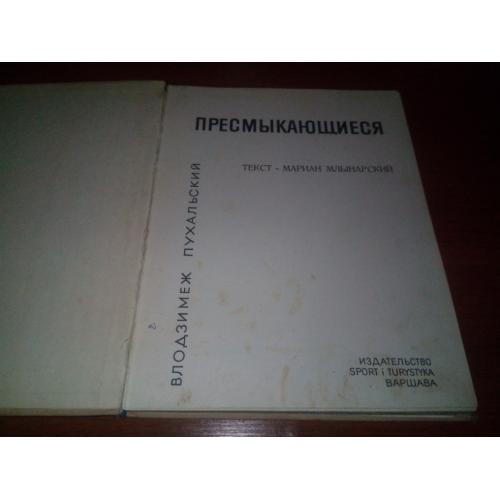 ПРЕСМЫКАЮЩИЕСЯ
ТЕКСТ - МАРИАН МЛЫНАРСКИЙ
ВЛОДЗИМЕЖ ПУХАЛЬСКИЙ
ИЗДАТЕЛЬСТВО
SPORT i TURYSTYKA
ВАРШАВА